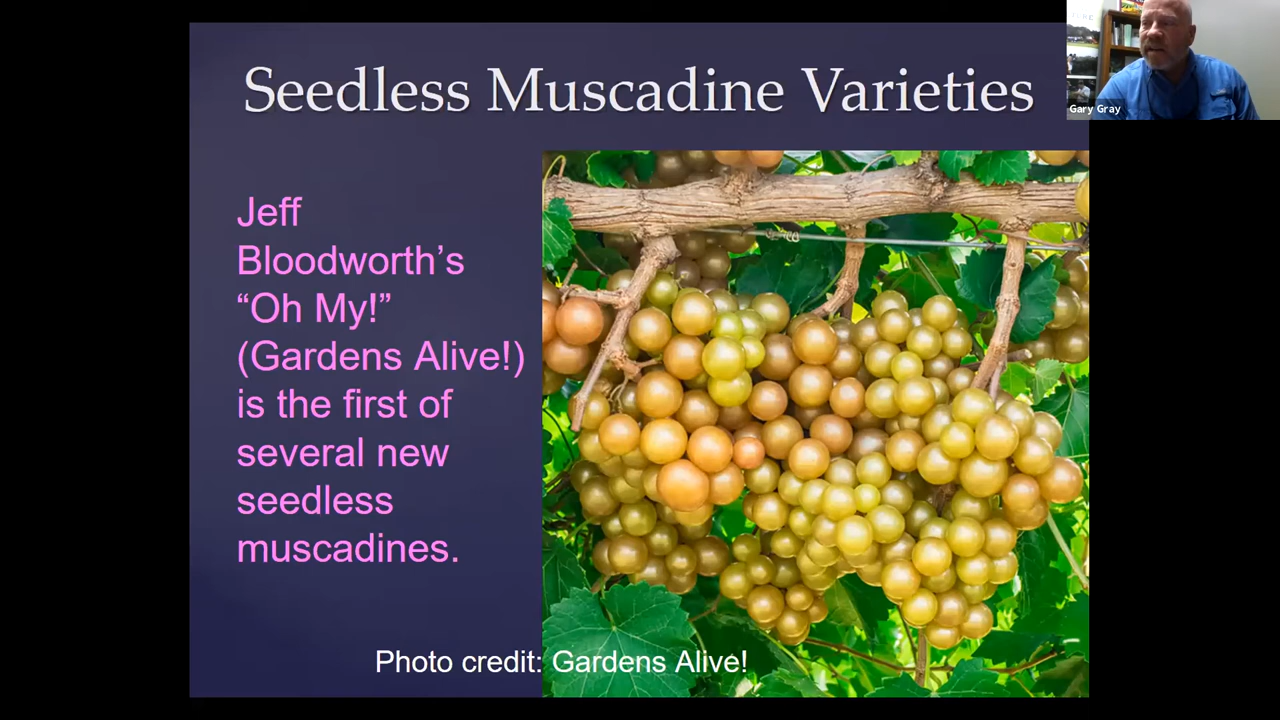 Seedless Muscadine Varieties
Gary Gray
Jeff
Bloodworth’s
“Oh My!”
(Gardens Alive!)
is the first of
several new
seedless
muscadines.
Photo credit: Gardens Alive!